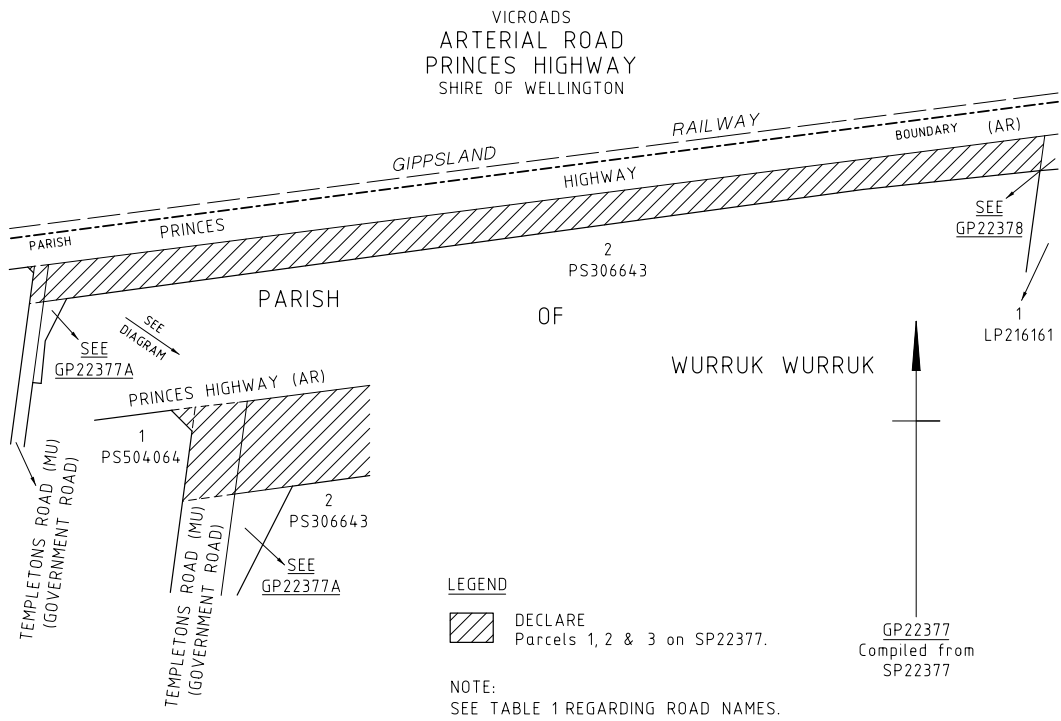 VICROADS
ARTERIAL ROAD
PRINCES HIGHWAY
SHIRE OF WELLINGTON
GIPPSLAND RAILWAY
BOUNDARY (AR)
HIGHWAY
PRINCES
PARISH
SEE
GP22378
2
PS306643
PARISH OF
WURRUK WURRUK
1
LP216161
SEE
DIAGRAM
SEE
GP22377A
PRINCES HIGHWAY (AR)
1
PS504064
2
PS306643
SEE
GP22377A
TEMPLETONS ROAD (MU)
(GOVERNMENT ROAD)
TEMPLETONS ROAD (MU)
(GOVERNMENT ROAD)
LEGEND
DECLARE
Parcels 1, 2 & 3 on SP22377.
NOTE:
SEE TABLE 1 REGARDING ROAD NAMES.
GP22377
Compiled from
SP22377